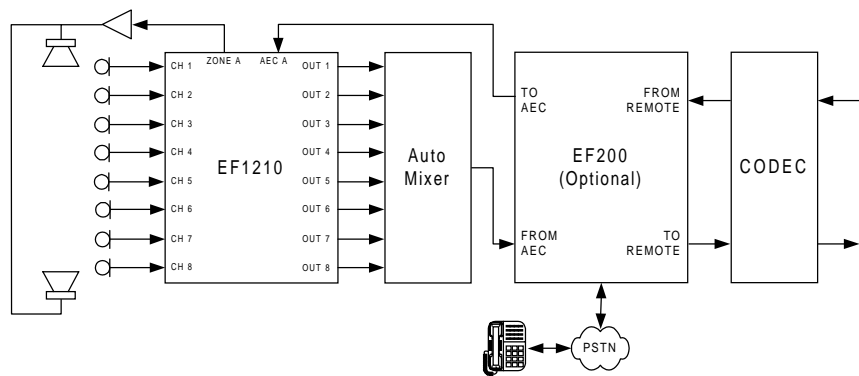 ZONE A
AEC A
CH 1
CH 2
CH 3
CH 4
CH 5
CH 6
CH 7
CH 8
EF1210
OUT 1
OUT 2
OUT 3
OUT 4
OUT 5
OUT 6
OUT 7
OUT 8
Auto
Mixer
TO
AEC
FROM
REMOTE
EF200
(Optional)
FROM
AEC
TO
REMOTE
CODEC
PSTN